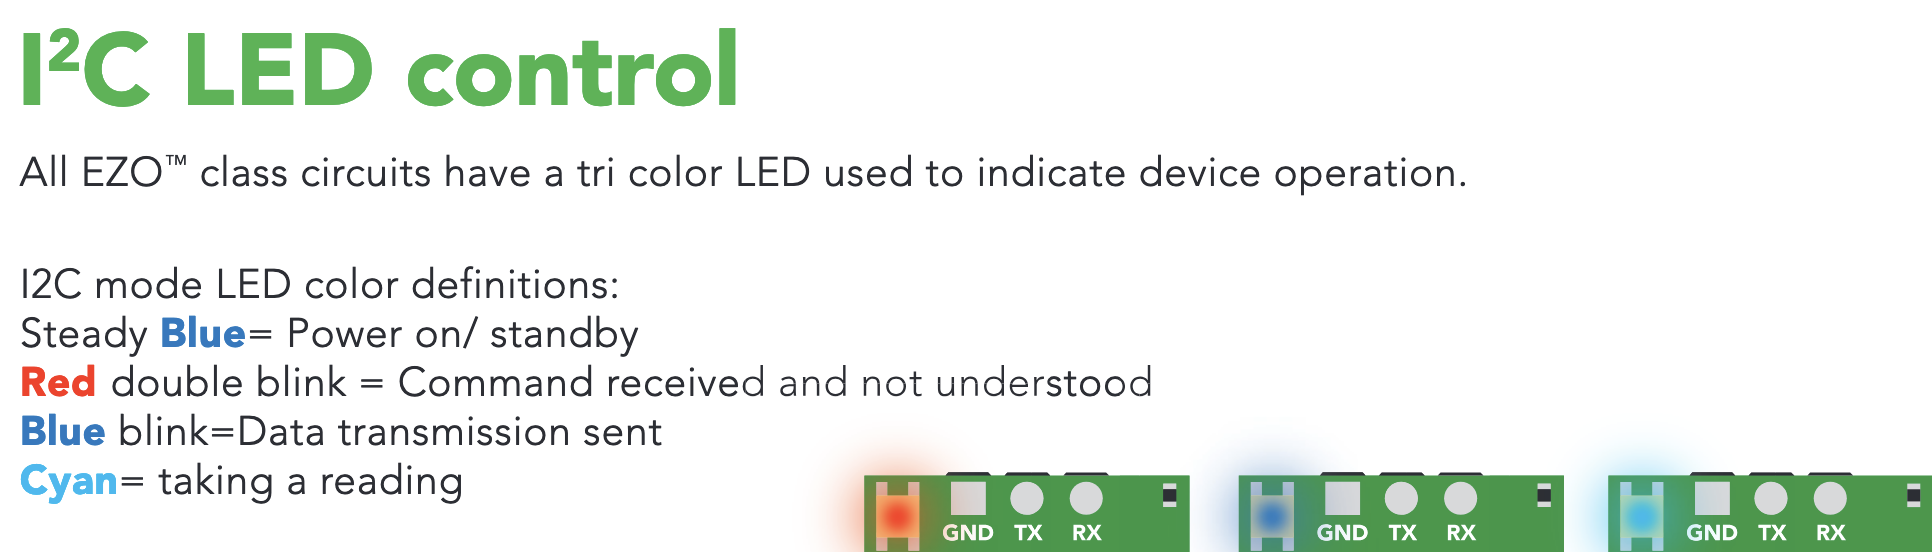 I²C LED control
All EZO™ class circuits have a tri color LED used to indicate device operation.
I2C mode LED color definitions:
Steady Blue= Power on/ standby
Red double blink = Command received and not understood
Blue blink=Data transmission sent
Cyan= taking a reading
GND TX RX
GND TX RX
GND TX RX